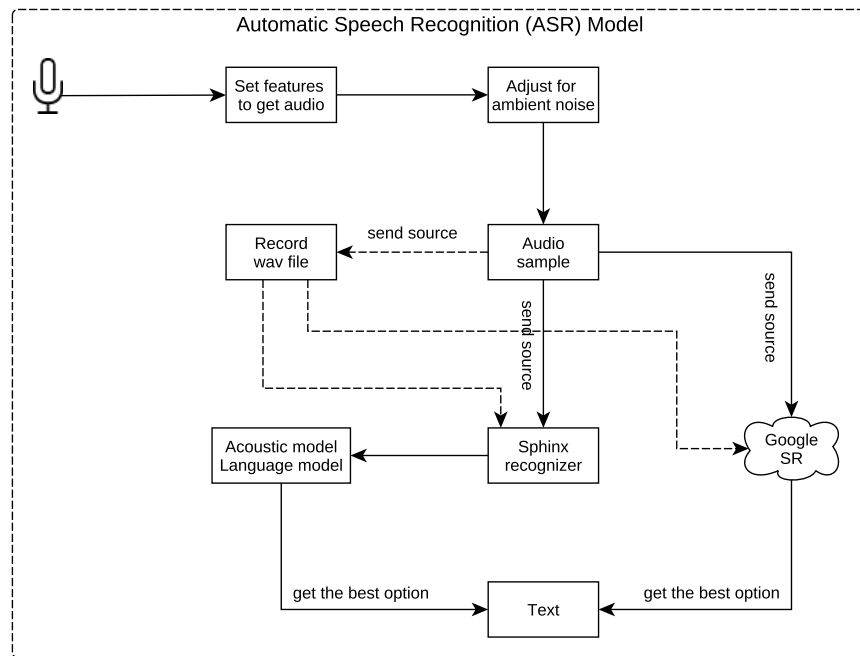 Automatic Speech Recognition (ASR) Model
Set features
to get audio
Adjust for
ambient noise
Record
wav file
send source
Audio
sample
send source
send source
Acoustic model
Language model
Sphinx
recognizer
Google
SR
get the best option
Text
get the best option